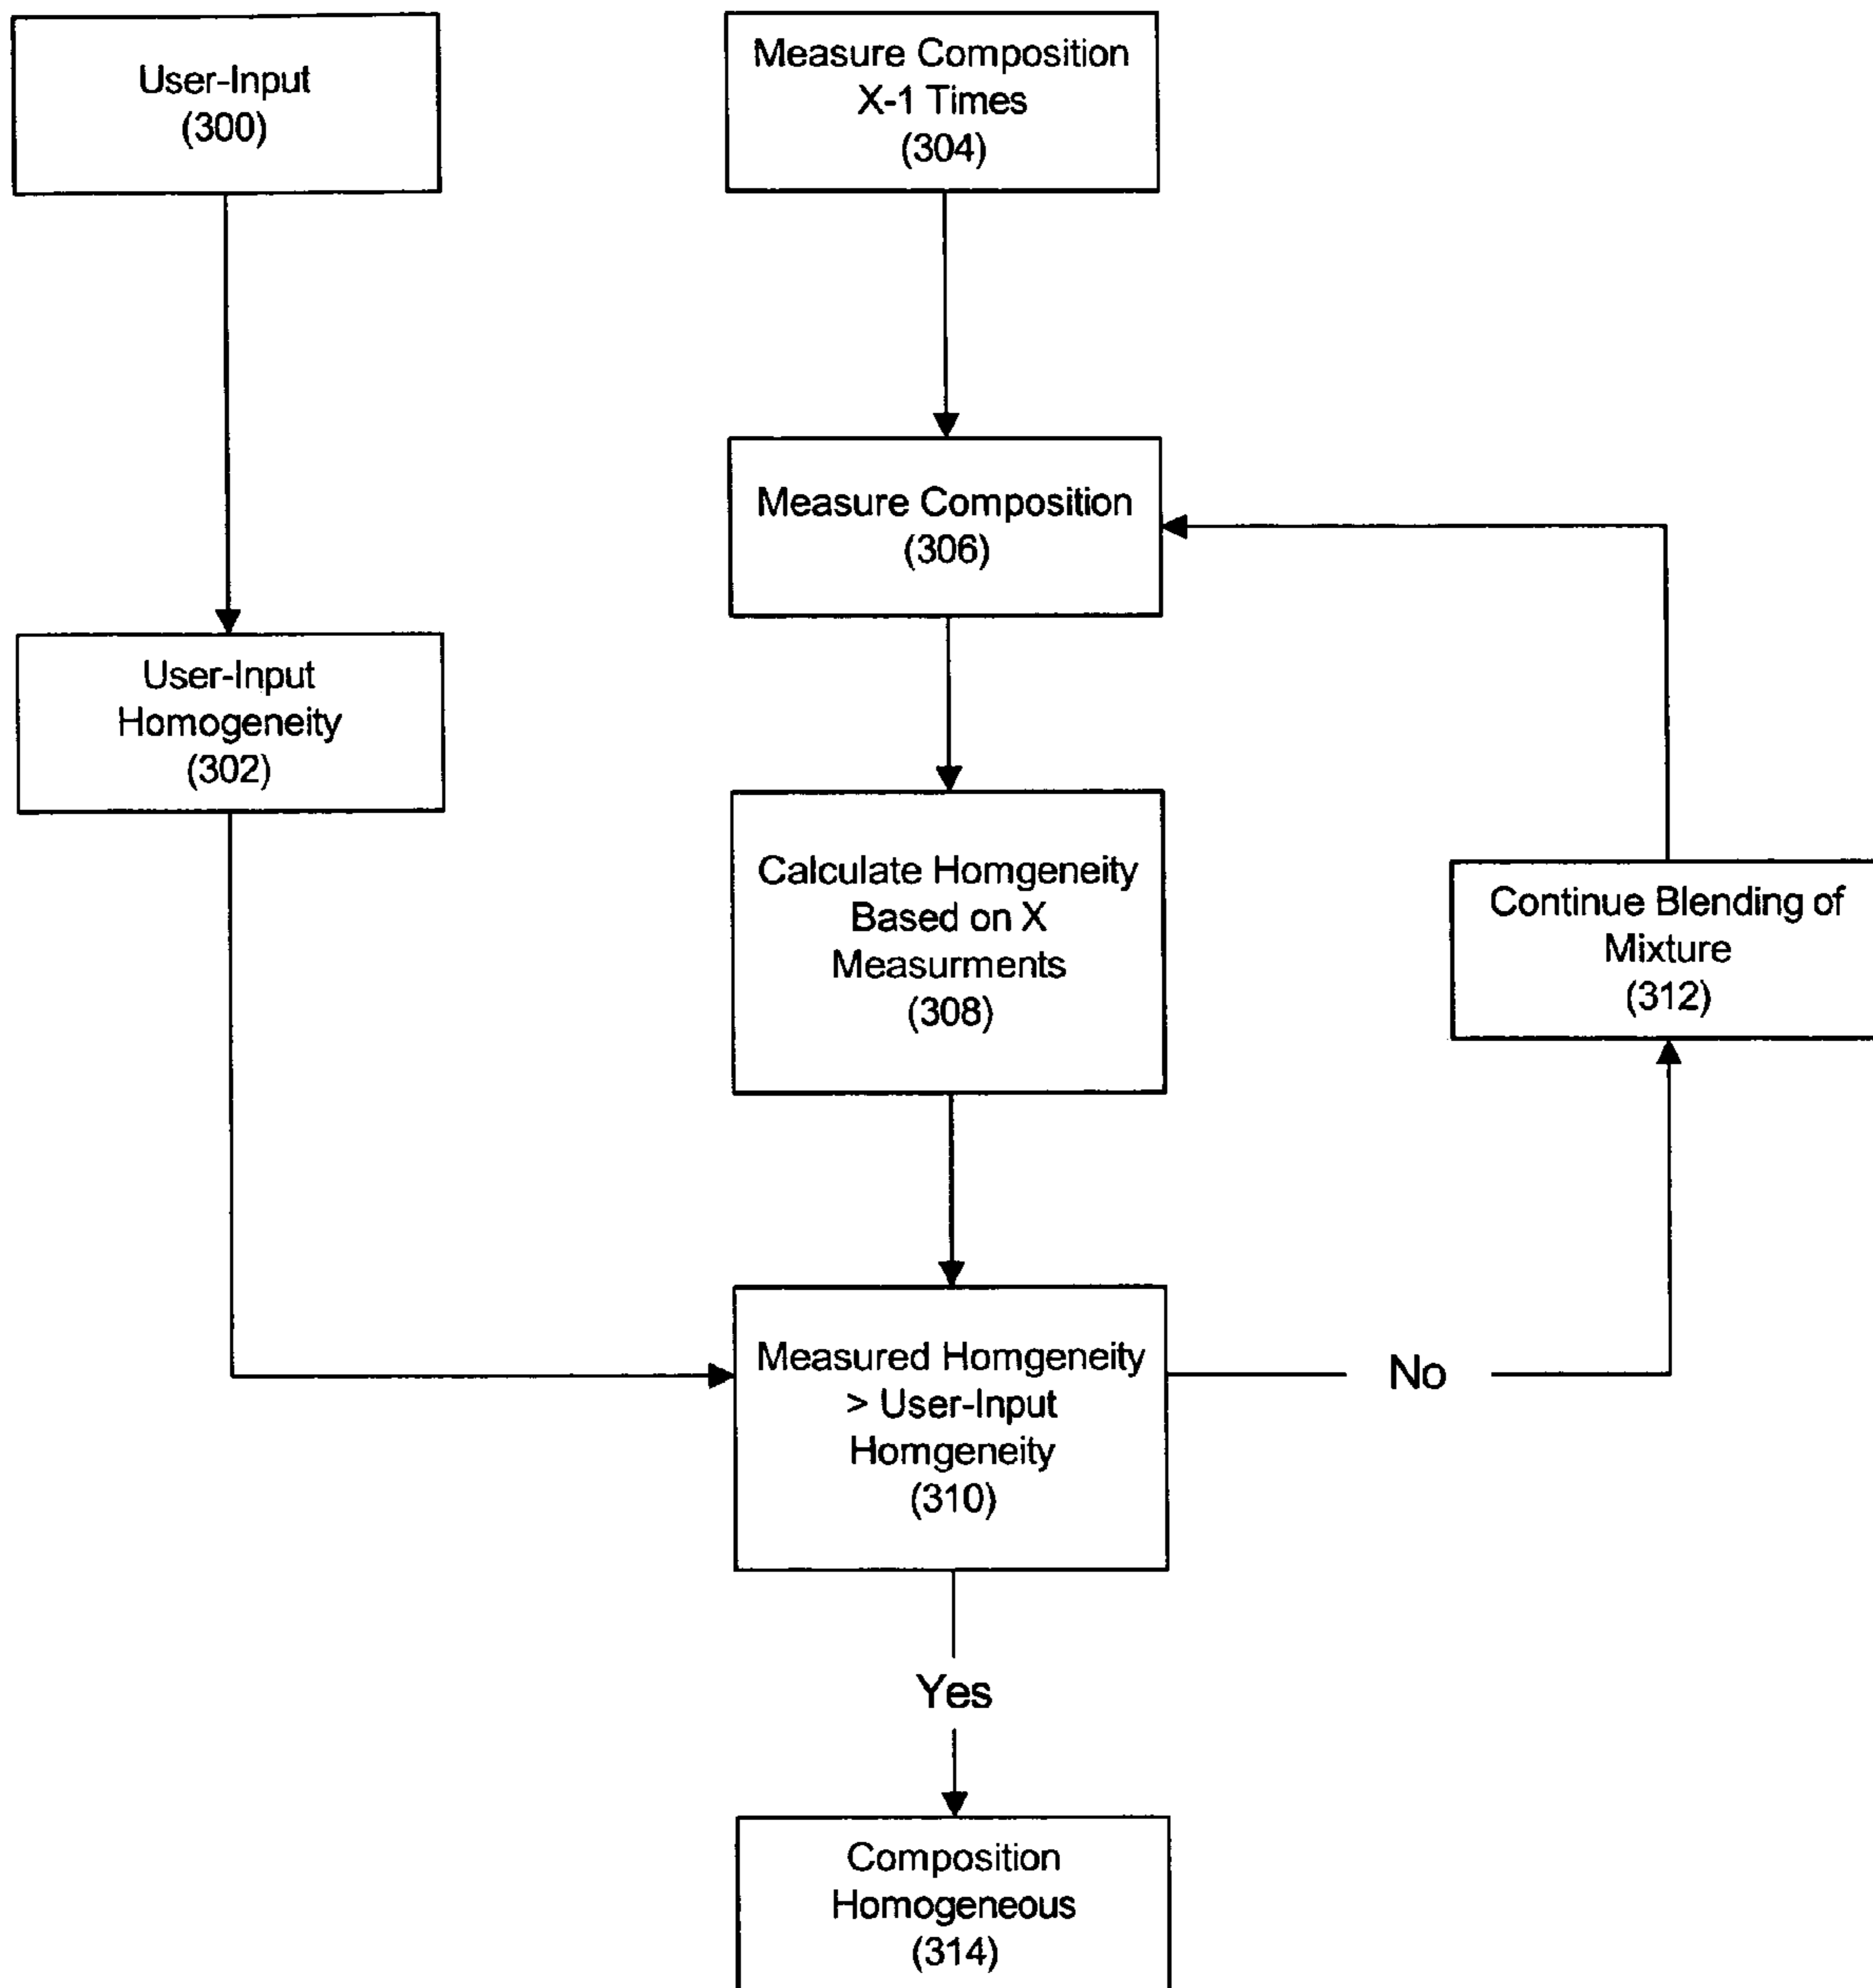 User-Input
(300)
Measure Composition
X-1 Times
(304)
Measure Composition
(306)
User-Input
Homogeneity
(302)
Calculate Homgeneity
Based on X
Measurments
(308)
Continue Blending of
Mixture
(312)
Measured Homgeneity
> User-Input
Homgeneity
(310)
No
Yes
Composition
Homogeneous
(314)